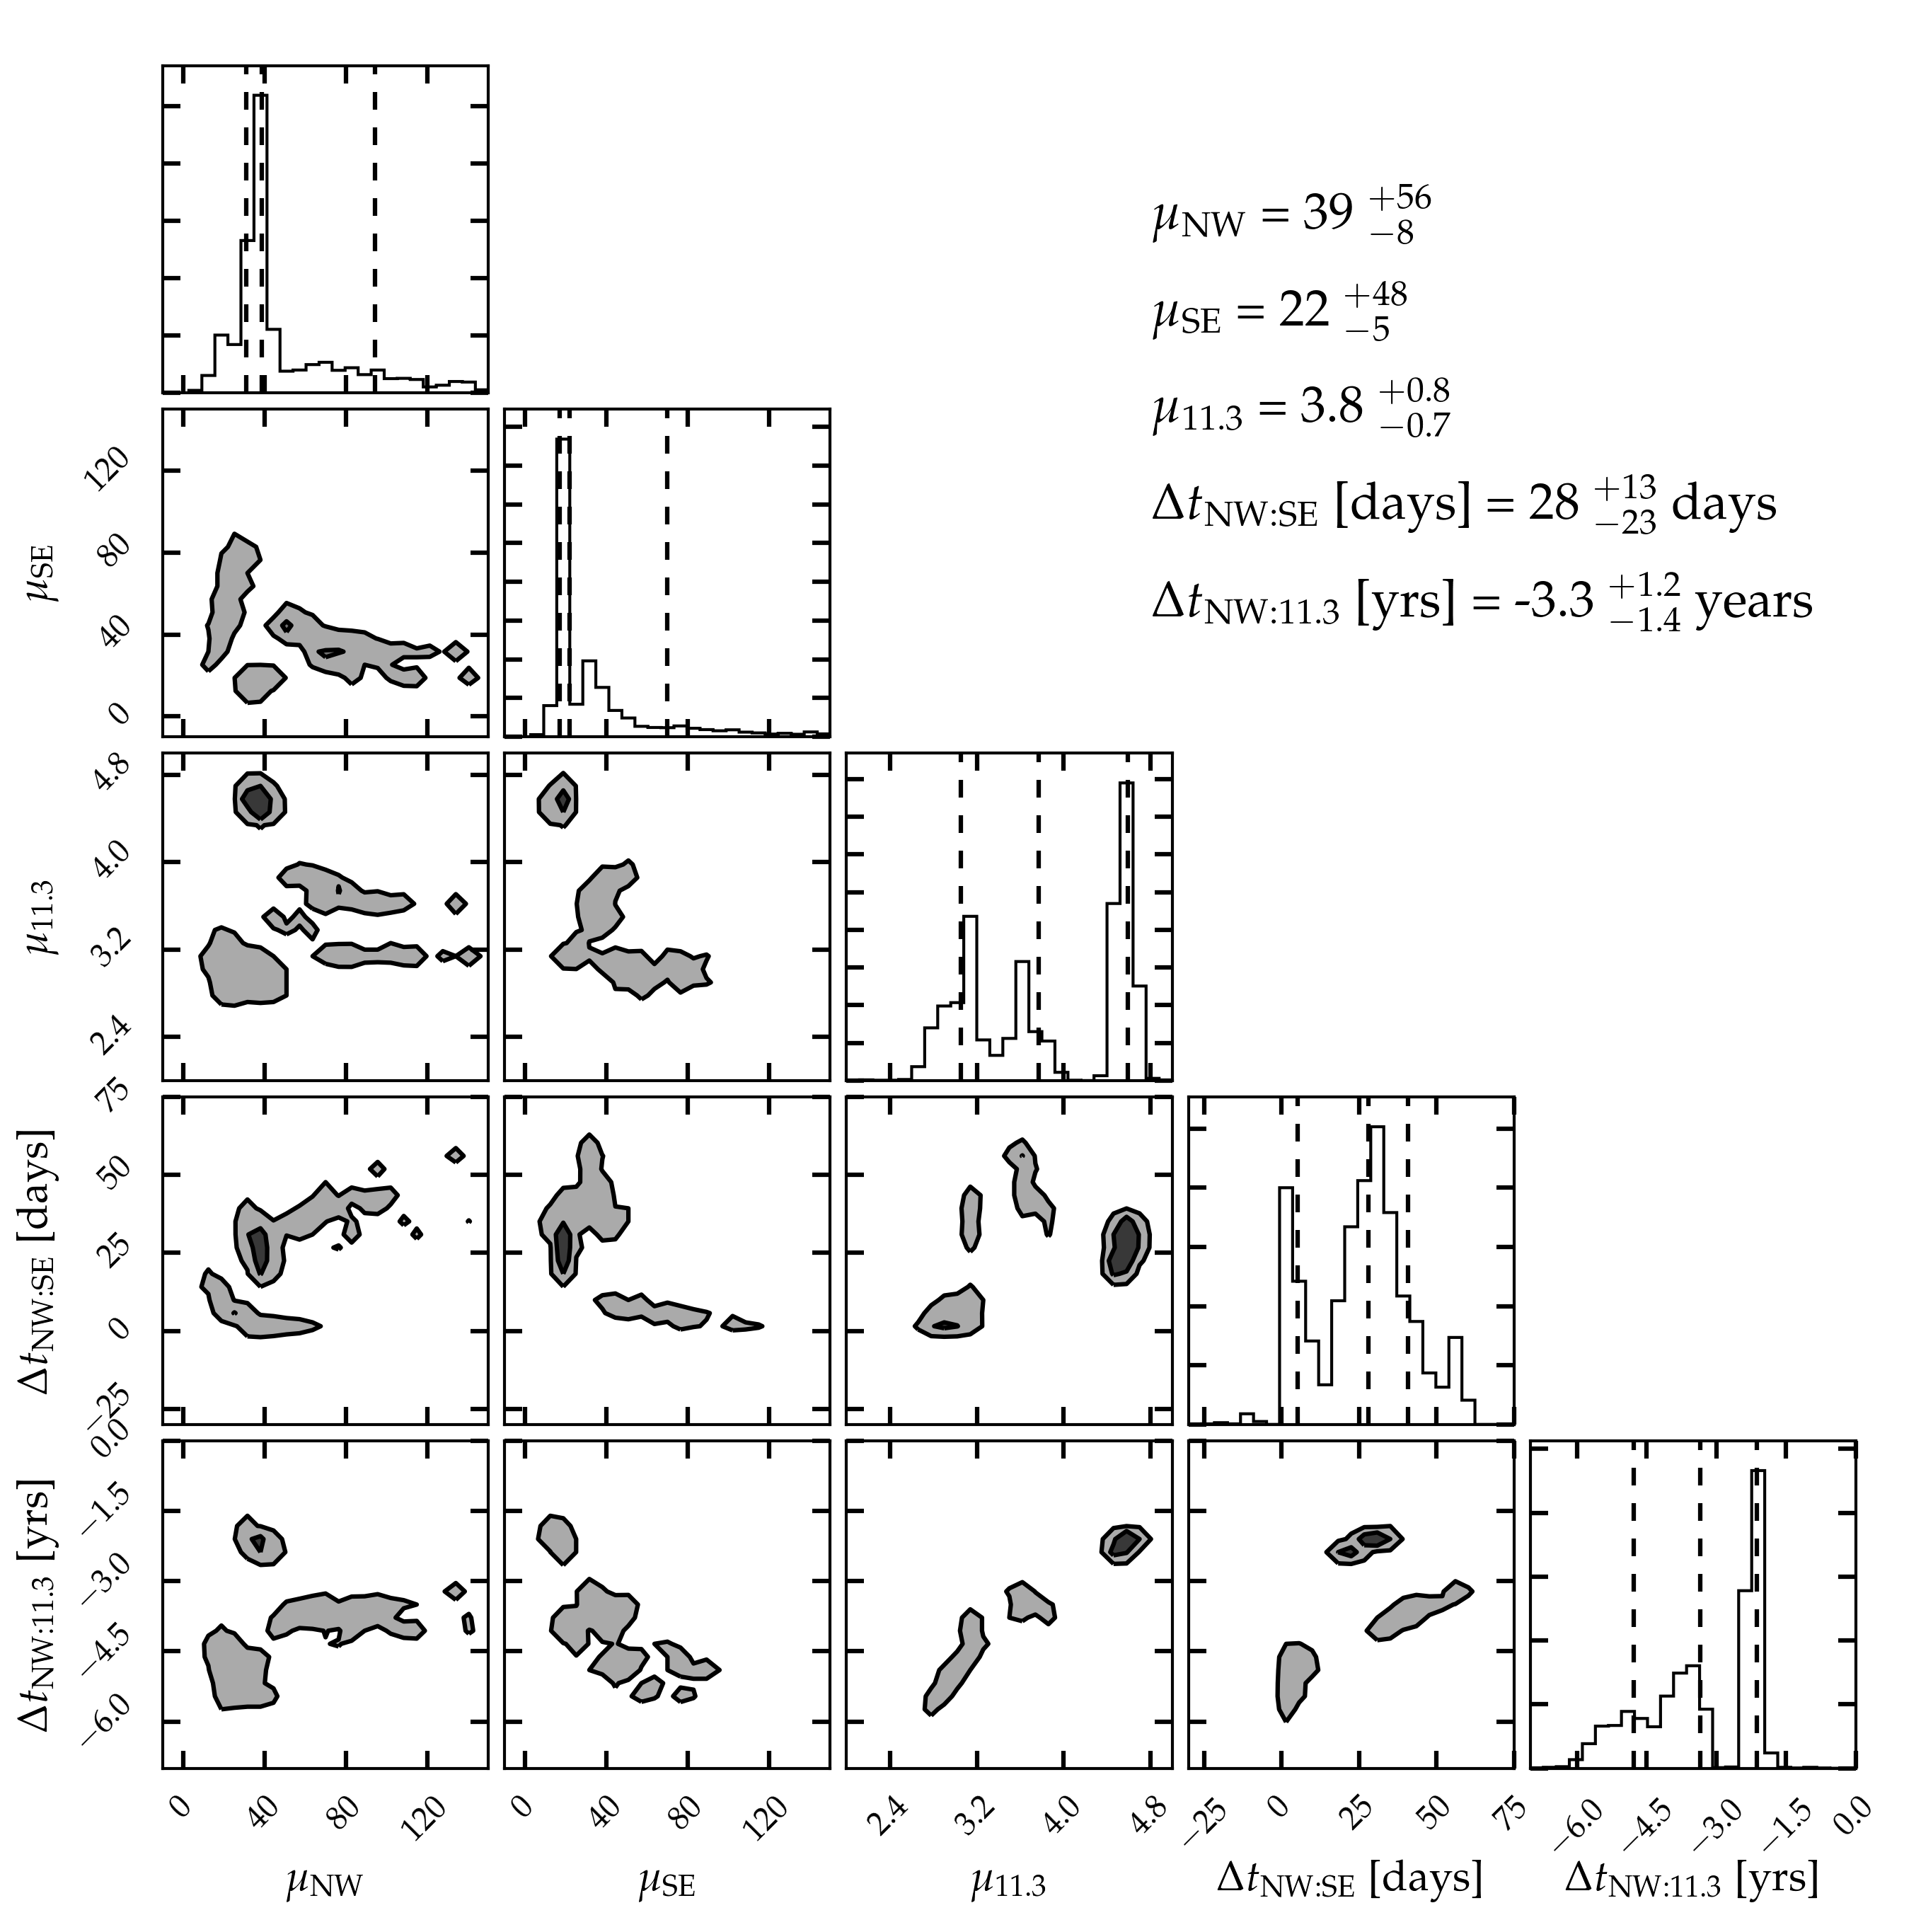 μNW = 39 +56 −8
μSE = 22 +48 −5
μ11.3 = 3.8 +0.8 −0.7
ΔtNW:SE [days] = 28 +13 −23 days
ΔtNW:11.3 [yrs] = -3.3 +1.2 −1.4 years
μSE
120
80
40
0
μ11.3
4.8
4.0
3.2
2.4
ΔtNW:SE [days]
75
50
25
0
−25
ΔtNW:11.3 [yrs]
0.0
−1.5
−3.0
−4.5
−6.0
0 40 80 120
0 40 80 120
2.4 3.2 4.0 4.8
−25 0 25 50 75
−6.0 −4.5 −3.0 −1.5 0.0
μNW μSE μ11.3 ΔtNW:SE [days] ΔtNW:11.3 [yrs]